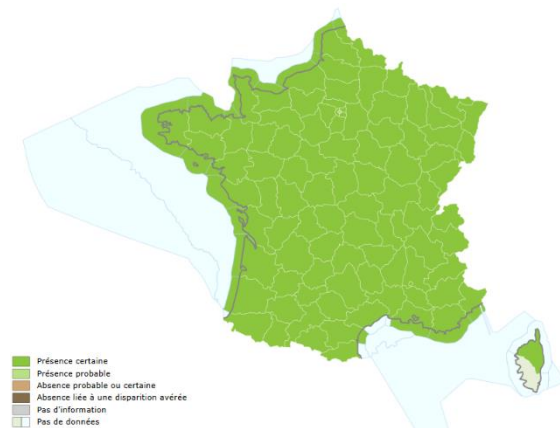 Présence certaine
Présence probable
Absence probable ou certaine
Absence liée à une disparition avérée
Pas d'information
Pas de données